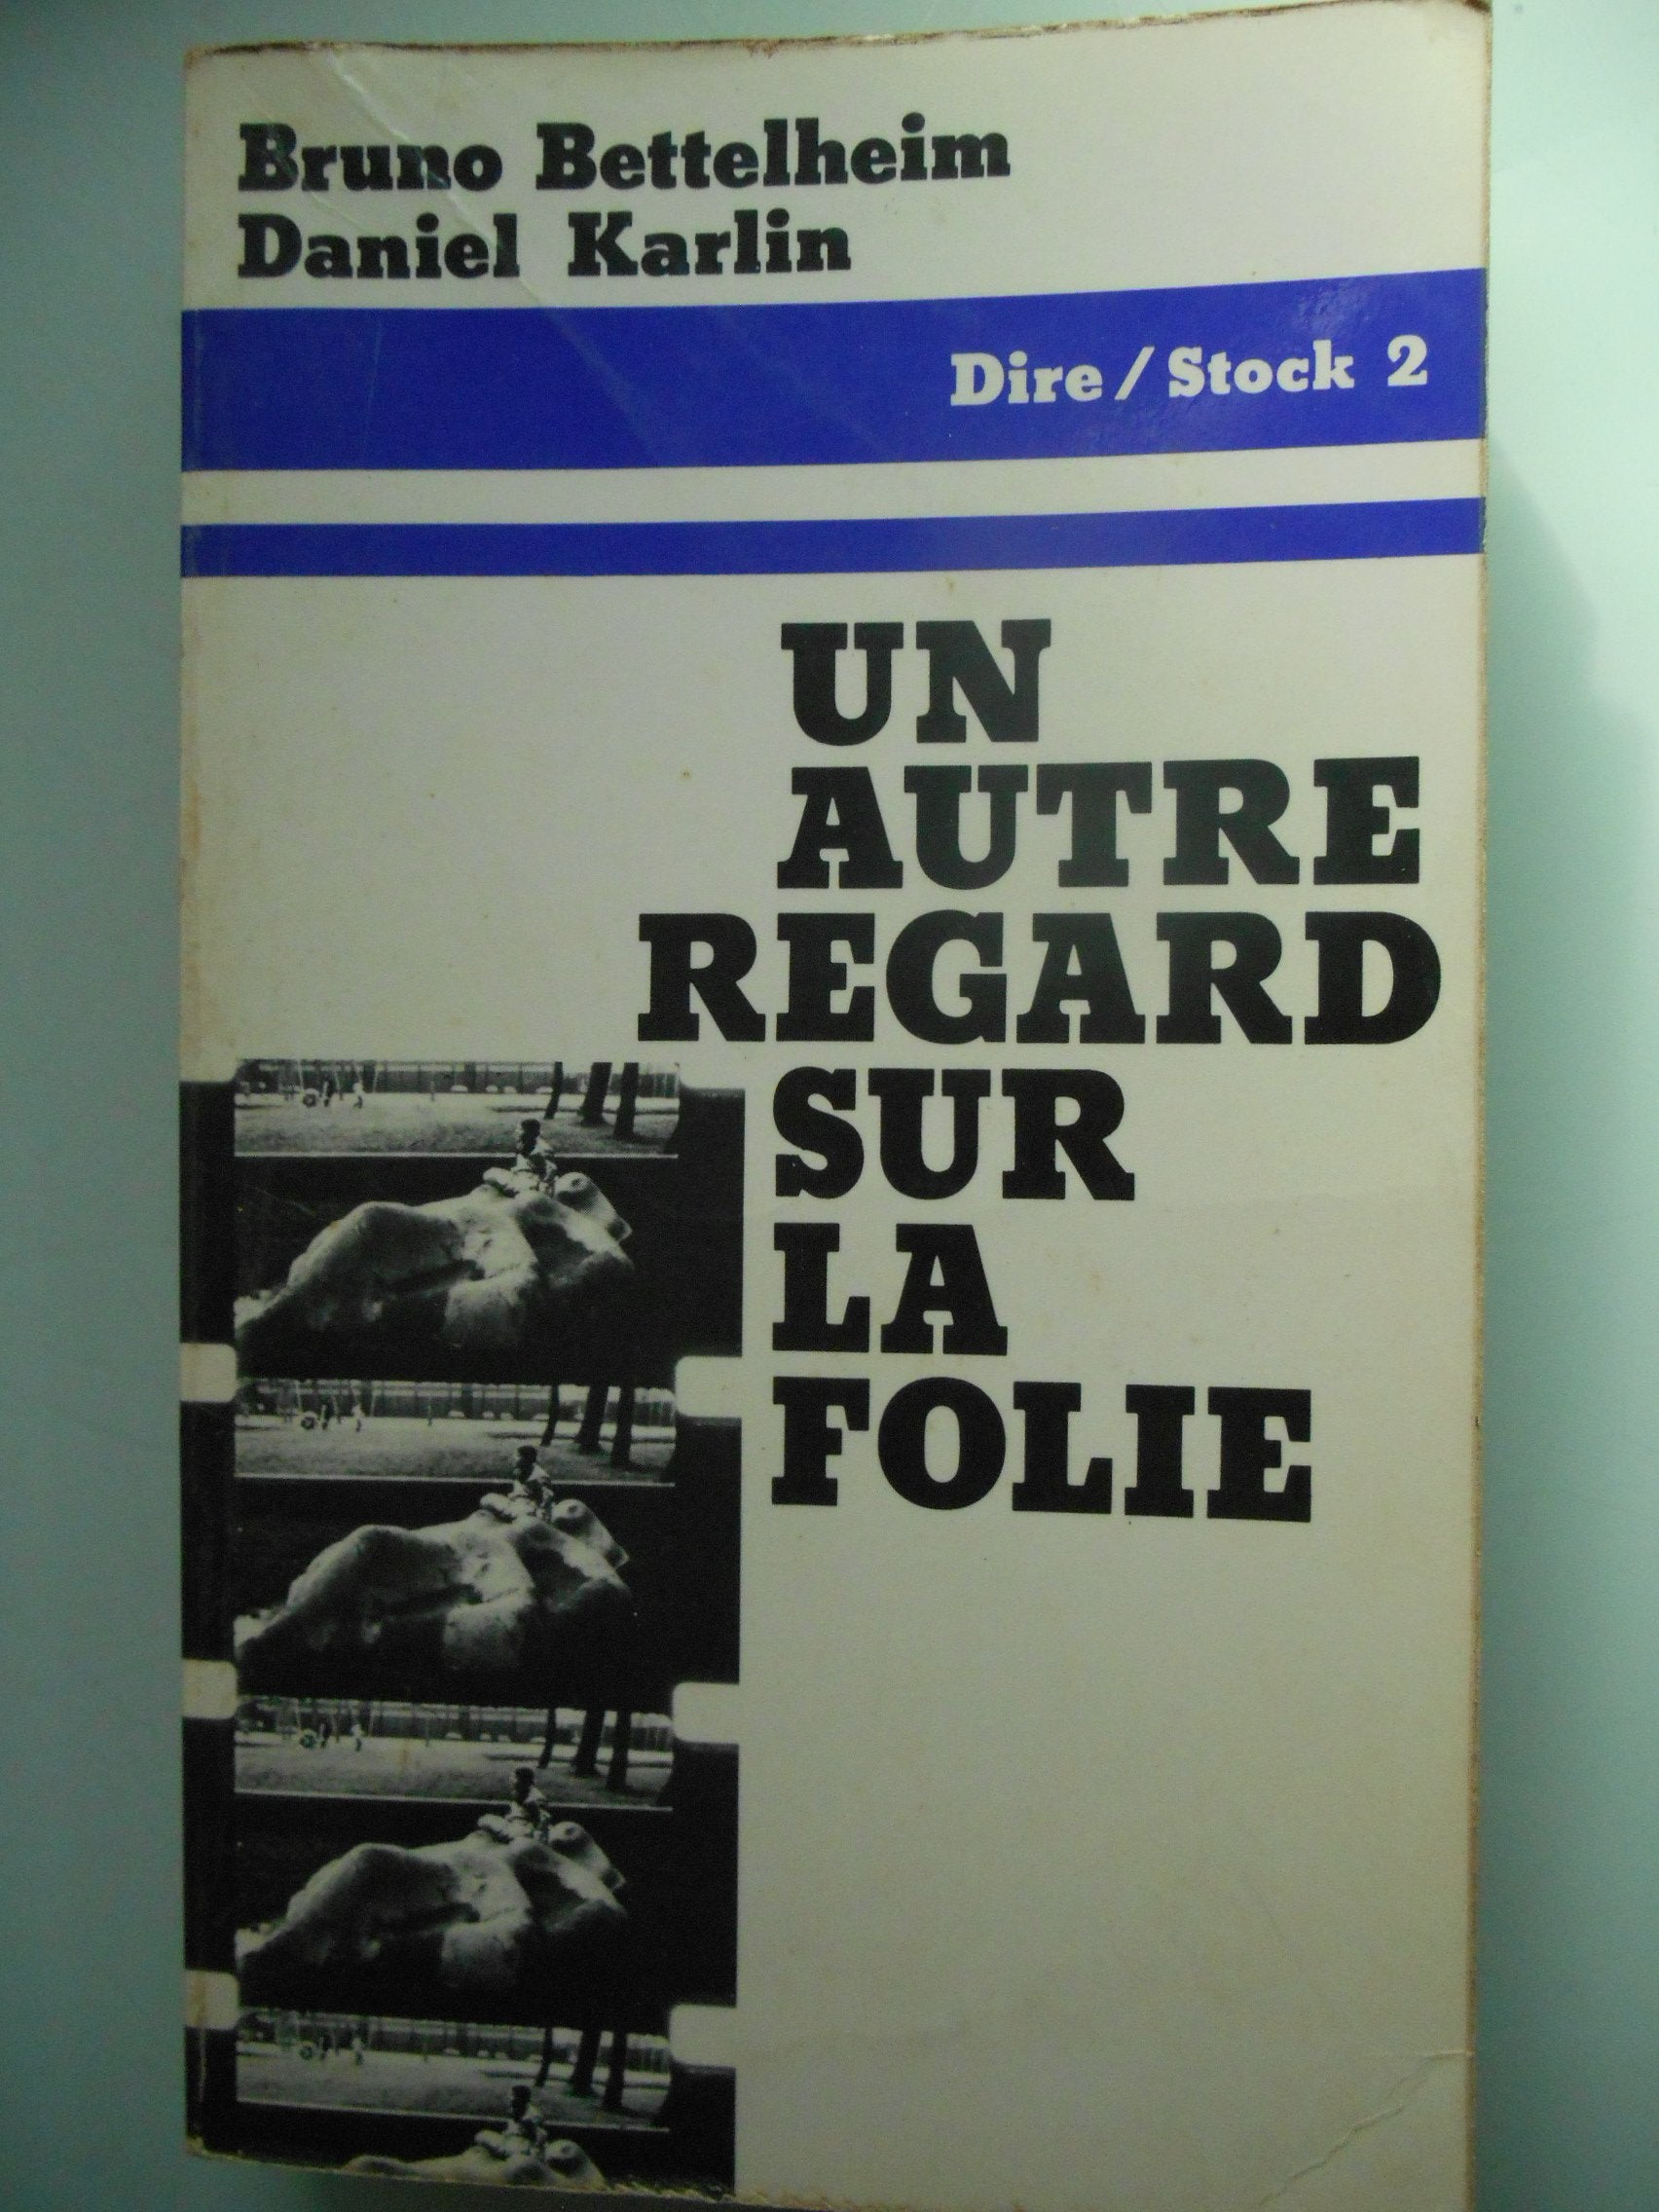 Bruno Bettelheim
Daniel Karlin
Dire / Stock 2
UN
AUTRE
REGARD
SUR
LA
FOLIE